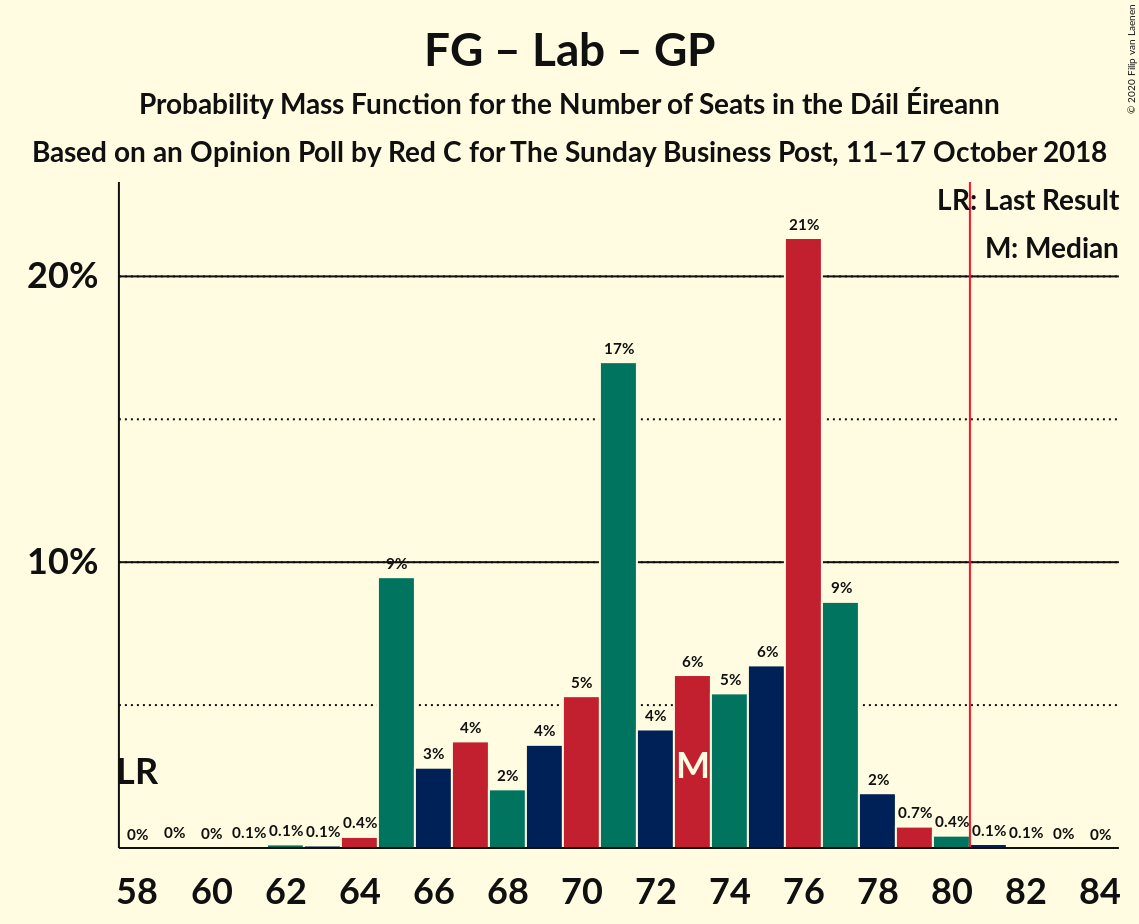 FG – Lab – GP
Probability Mass Function for the Number of Seats in the Dáil Éireann
Based on an Opinion Poll by Red C for The Sunday Business Post, 11–17 October 2018
© 2020 Filip van Laenen
LR: Last Result
M: Median
20%
10%
0% 0% 0% 0.1% 0.1% 0.1% 0.4% 9% 3% 4% 2% 4% 5% 17% 4% 6% 5% 6% 21% 9% 2% 0.7% 0.4% 0.1% 0.1% 0% 0%
LR
M
58 60 62 64 66 68 70 72 74 76 78 80 82 84